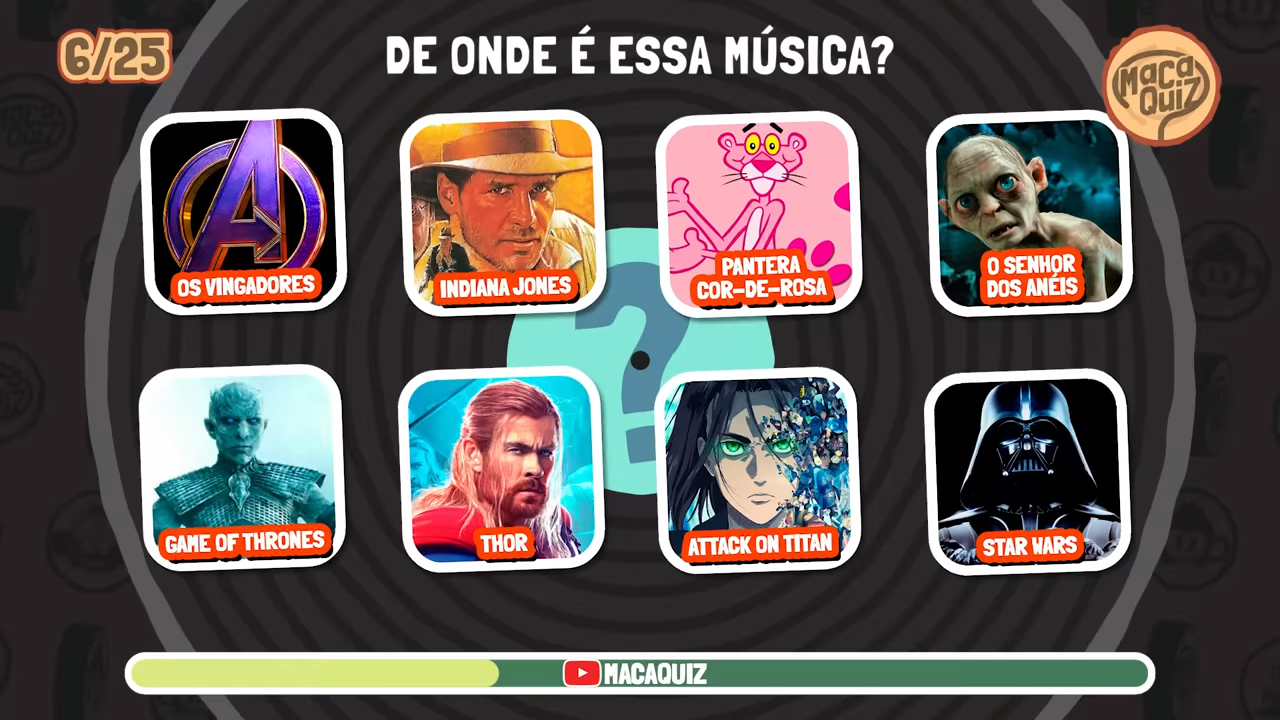 6/25
DE ONDE É ESSA MÚSICA?
MACA
QUIZ
OS VINGADORES
INDIANA JONES
PANTERA
COR-DE-ROSA
O SENHOR
DOS ANÉIS
GAME OF THRONES
THOR
ATTACK ON TITAN
STAR WARS
MACAQUIZ